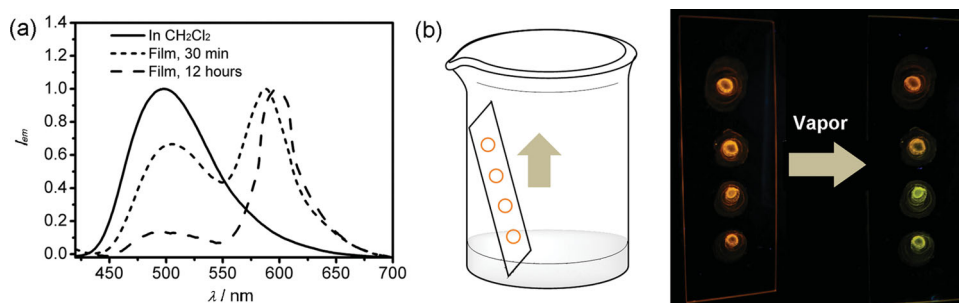 (a)
1.4
1.2
1.0
0.8
0.6
0.4
0.2
0.0
I_em
In CH₂Cl₂
Film, 30 min
Film, 12 hours
450 500 550 600 650 700
λ / nm
(b)
Vapor